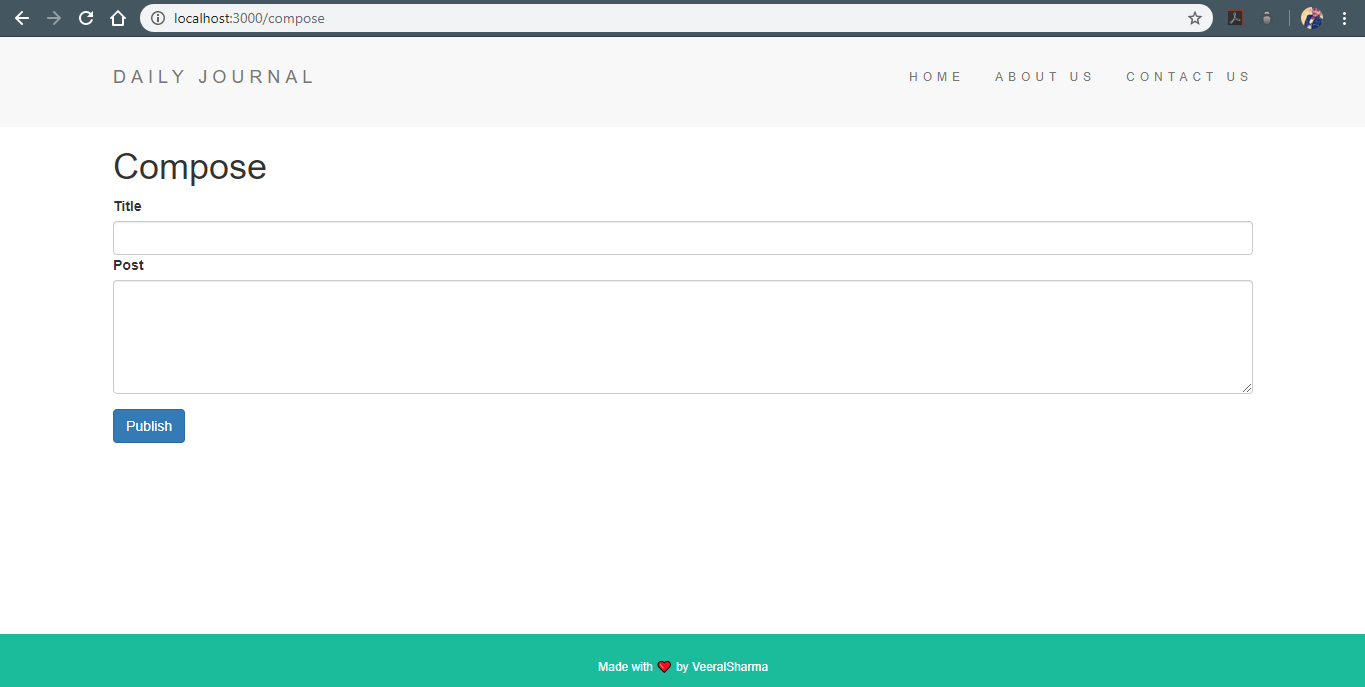 localhost:3000/compose
DAILY JOURNAL
HOME ABOUT US CONTACT US
Compose
Title
Post
Publish
Made with ❤ by VeeralSharma